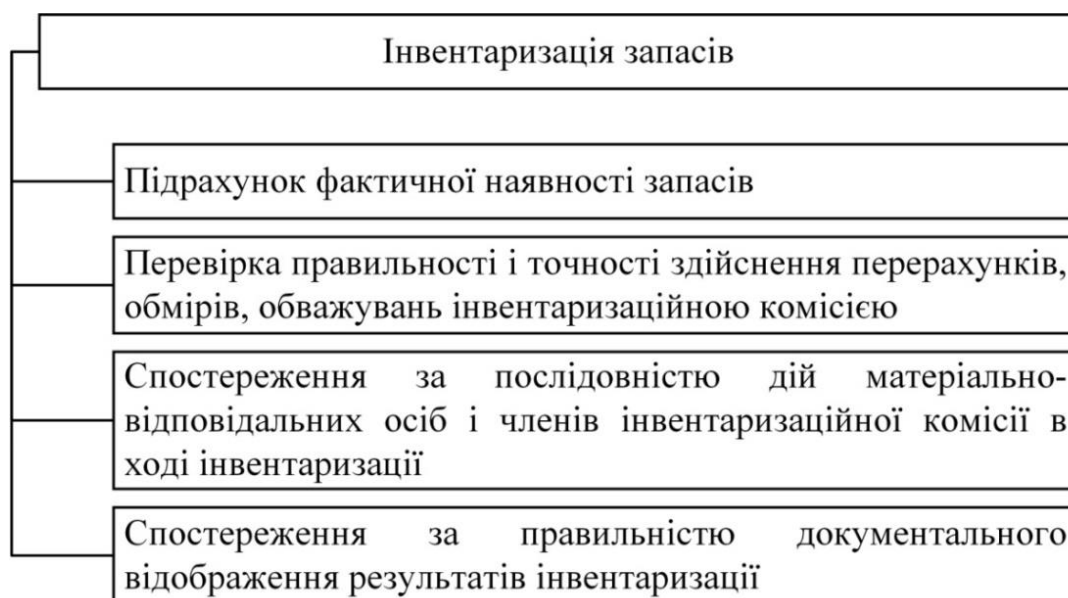 Інвентаризація запасів
Підрахунок фактичної наявності запасів
Перевірка правильності і точності здійснення перерахунків,
обмірів, обважувань інвентаризаційною комісією
Спостереження за послідовністю дій матеріально-
відповідальних осіб і членів інвентаризаційної комісії в
ході інвентаризації
Спостереження за правильністю документального
відображення результатів інвентаризації